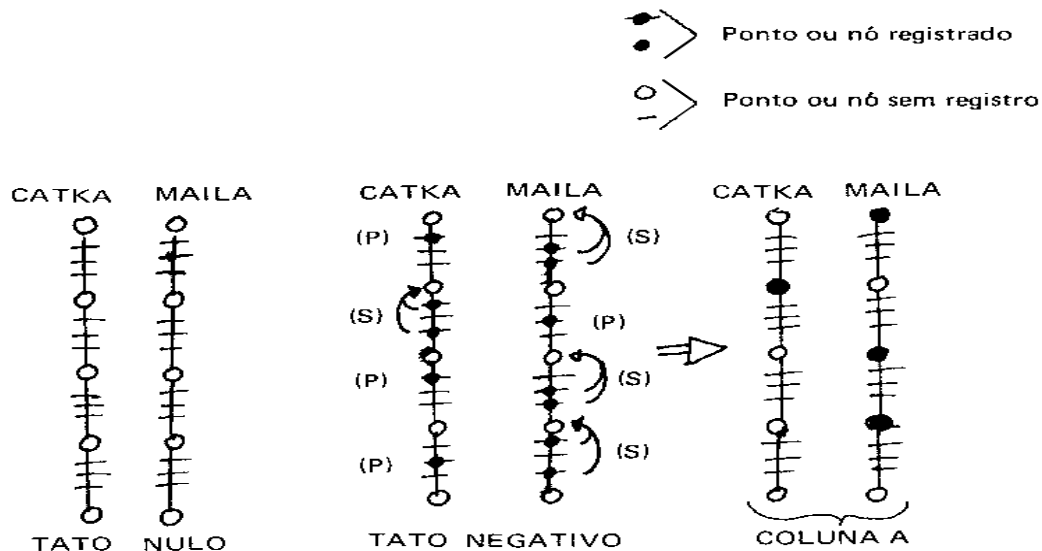 Ponto ou nó registrado
Ponto ou nó sem registro
CATKA MAILA
CATKA MAILA
CATKA MAILA
(P)
(S)
(S)
(P)
(P)
(S)
(P)
(S)
TATO NULO
TATO NEGATIVO
COLUNA A